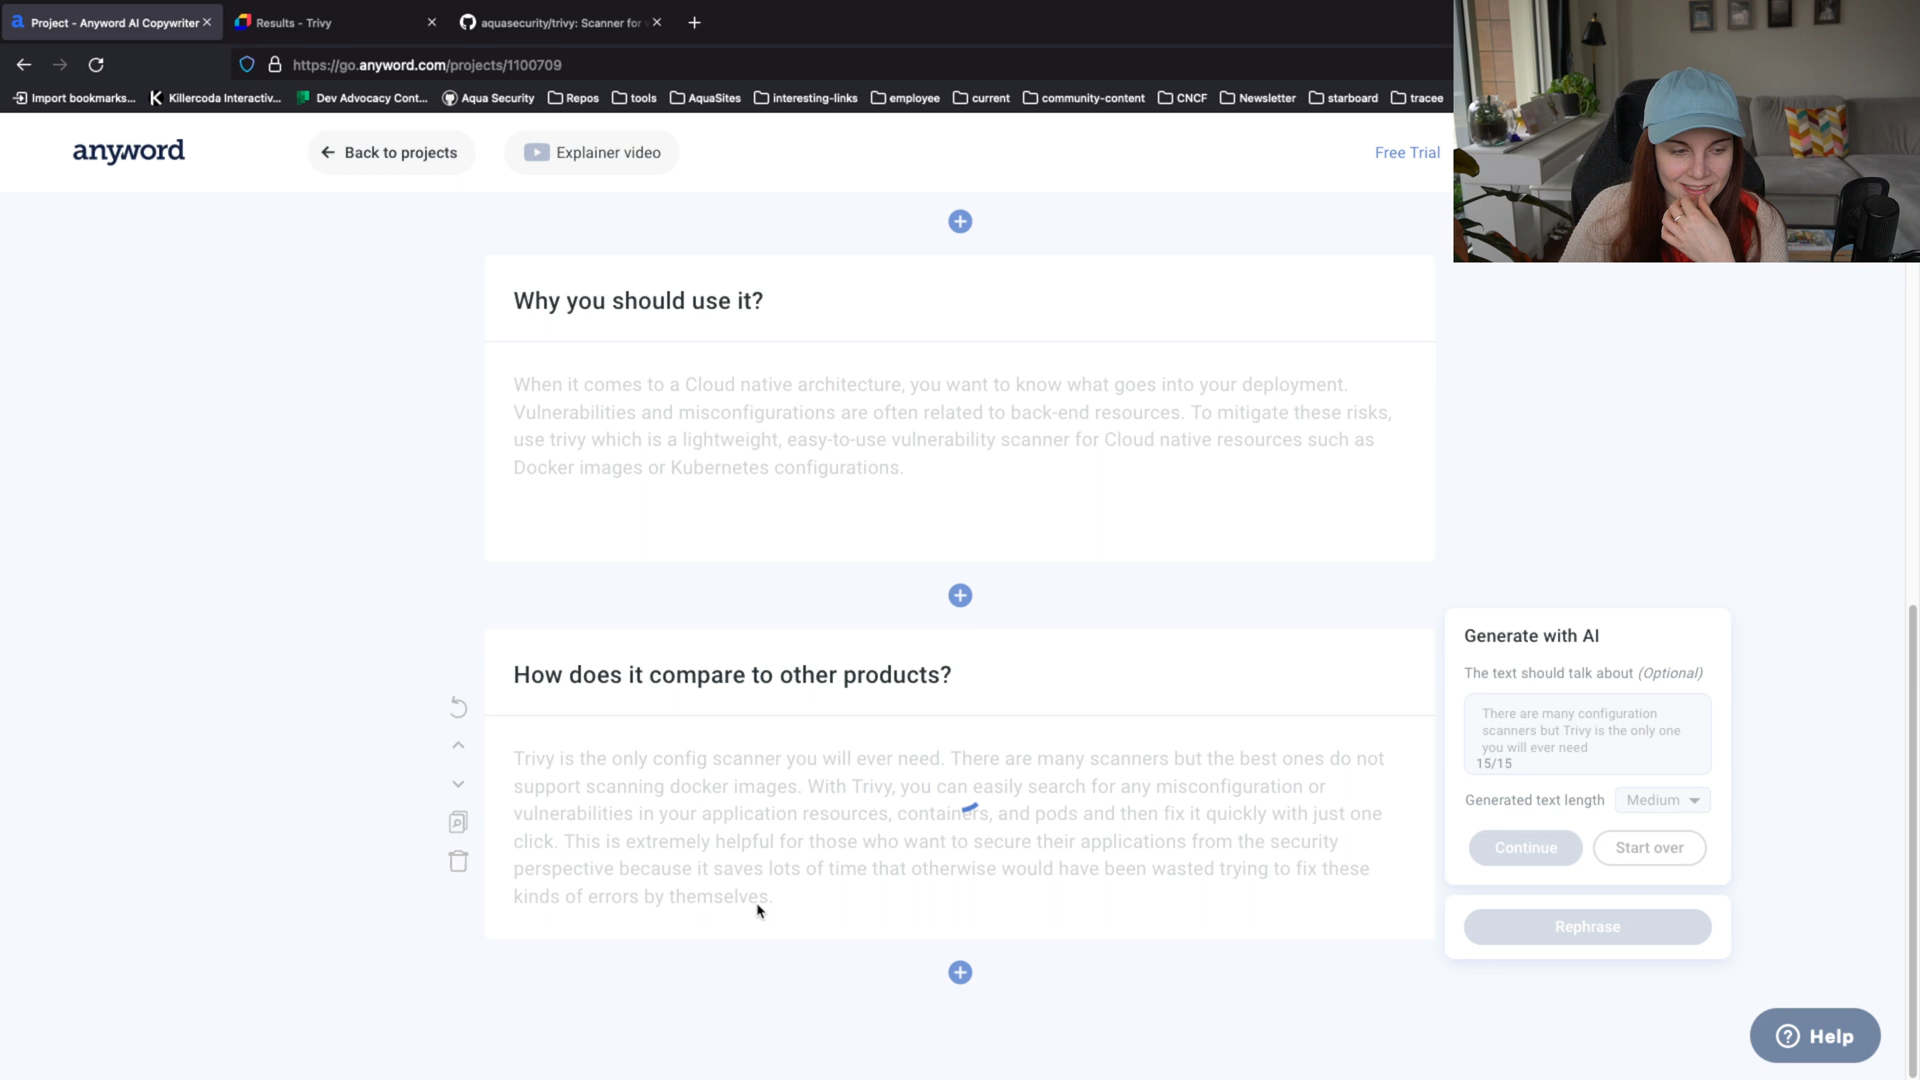 Project - Anyword AI Copywriter
Results - Trivy
aquasecurity/trivy: Scanner for
https://go.anyword.com/projects/1100709
Import bookmarks...
Killercoda Interactiv...
Dev Advocacy Cont...
Aqua Security
Repos
tools
AquaSites
interesting-links
employee
current
community-content
CNCF
Newsletter
starboard
tracee
anyword
Back to projects
Explainer video
Free Trial
Why you should use it?
When it comes to a Cloud native architecture, you want to know what goes into your deployment.
Vulnerabilities and misconfigurations are often related to back-end resources. To mitigate these risks,
use trivy which is a lightweight, easy-to-use vulnerability scanner for Cloud native resources such as
Docker images or Kubernetes configurations.
How does it compare to other products?
Trivy is the only config scanner you will ever need. There are many scanners but the best ones do not
support scanning docker images. With Trivy, you can easily search for any misconfiguration or
vulnerabilities in your application resources, containers, and pods and then fix it quickly with just one
click. This is extremely helpful for those who want to secure their applications from the security
perspective because it saves lots of time that otherwise would have been wasted trying to fix these
kinds of errors by themselves.
Generate with AI
The text should talk about (Optional)
There are many configuration
scanners but Trivy is the only one
you will ever need
15/15
Generated text length
Medium
Continue
Start over
Rephrase
Help